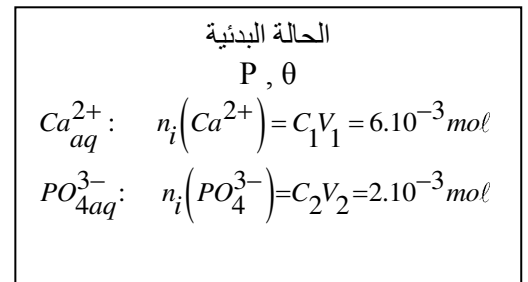 الحالة البدئية
P , θ
Ca²⁺aq : nᵢ(Ca²⁺) = C₁V₁ = 6.10⁻³ moℓ
PO₄³⁻aq : nᵢ(PO₄³⁻)=C₂V₂=2.10⁻³ moℓ